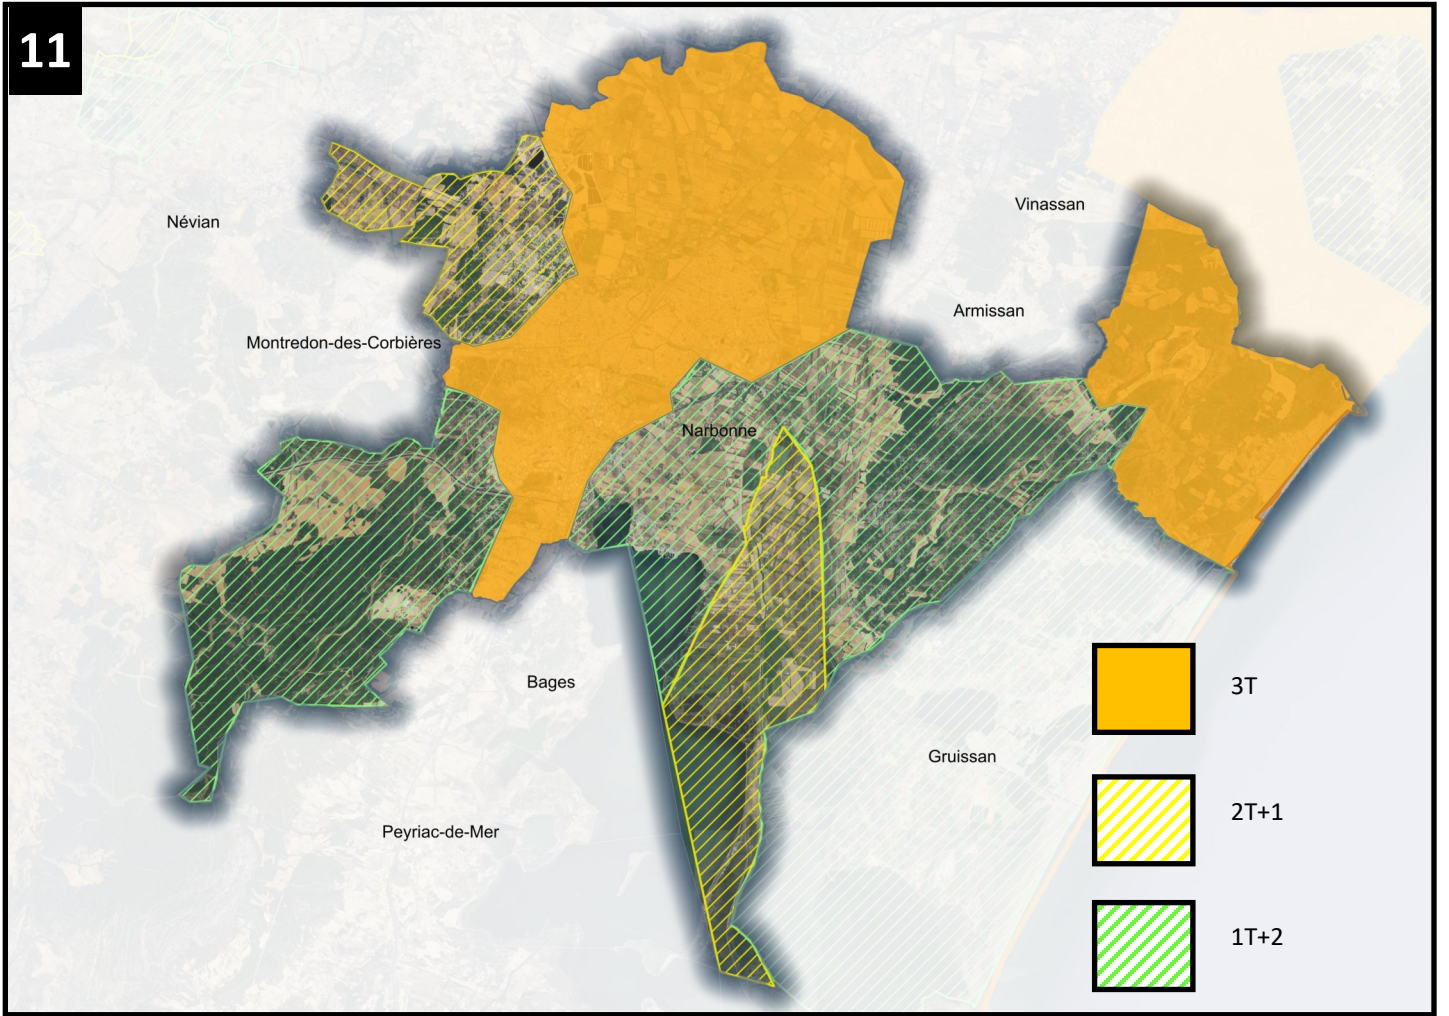 11
Névian
Vinassan
Armissan
Montredon-des-Corbières
Narbonne
Bages
3T
Gruissan
2T+1
Peyriac-de-Mer
1T+2